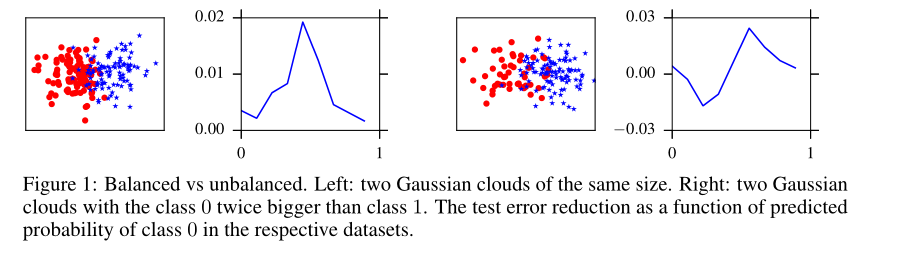 0.02
0.01
0.00
0 1
0.03
0.00
−0.03
0 1
Figure 1: Balanced vs unbalanced. Left: two Gaussian clouds of the same size. Right: two Gaussian
clouds with the class 0 twice bigger than class 1. The test error reduction as a function of predicted
probability of class 0 in the respective datasets.